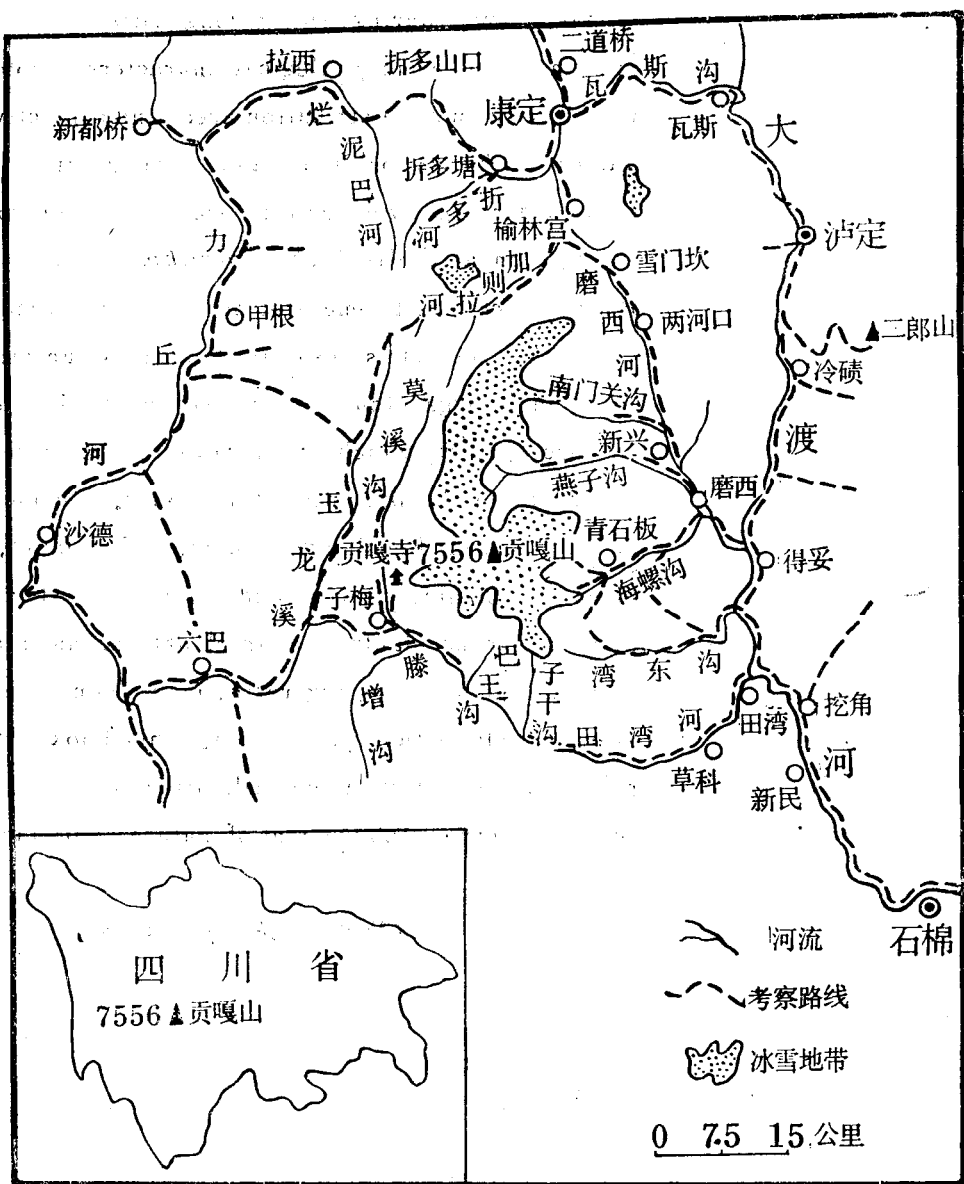 二道桥
拉西
折多山口
瓦斯沟
康定
瓦斯
新都桥
烂泥巴河
大渡河
折多塘
折多河
榆林宫
泸定
力丘河
加则拉河
雪门坎
磨西河
甲根
两河口
二郎山
冷碛
莫溪沟
南门关沟
新兴
燕子沟
磨西
玉龙溪
沙德
青石板
贡嘎寺
7556 贡嘎山
海螺沟
得妥
子梅
六巴
滕增沟
巴王沟
子干沟
湾东沟
田湾河
田湾
挖角
草科
新民
石棉
四川省
7556 贡嘎山
河流
考察路线
冰雪地带
0 7.5 15 公里